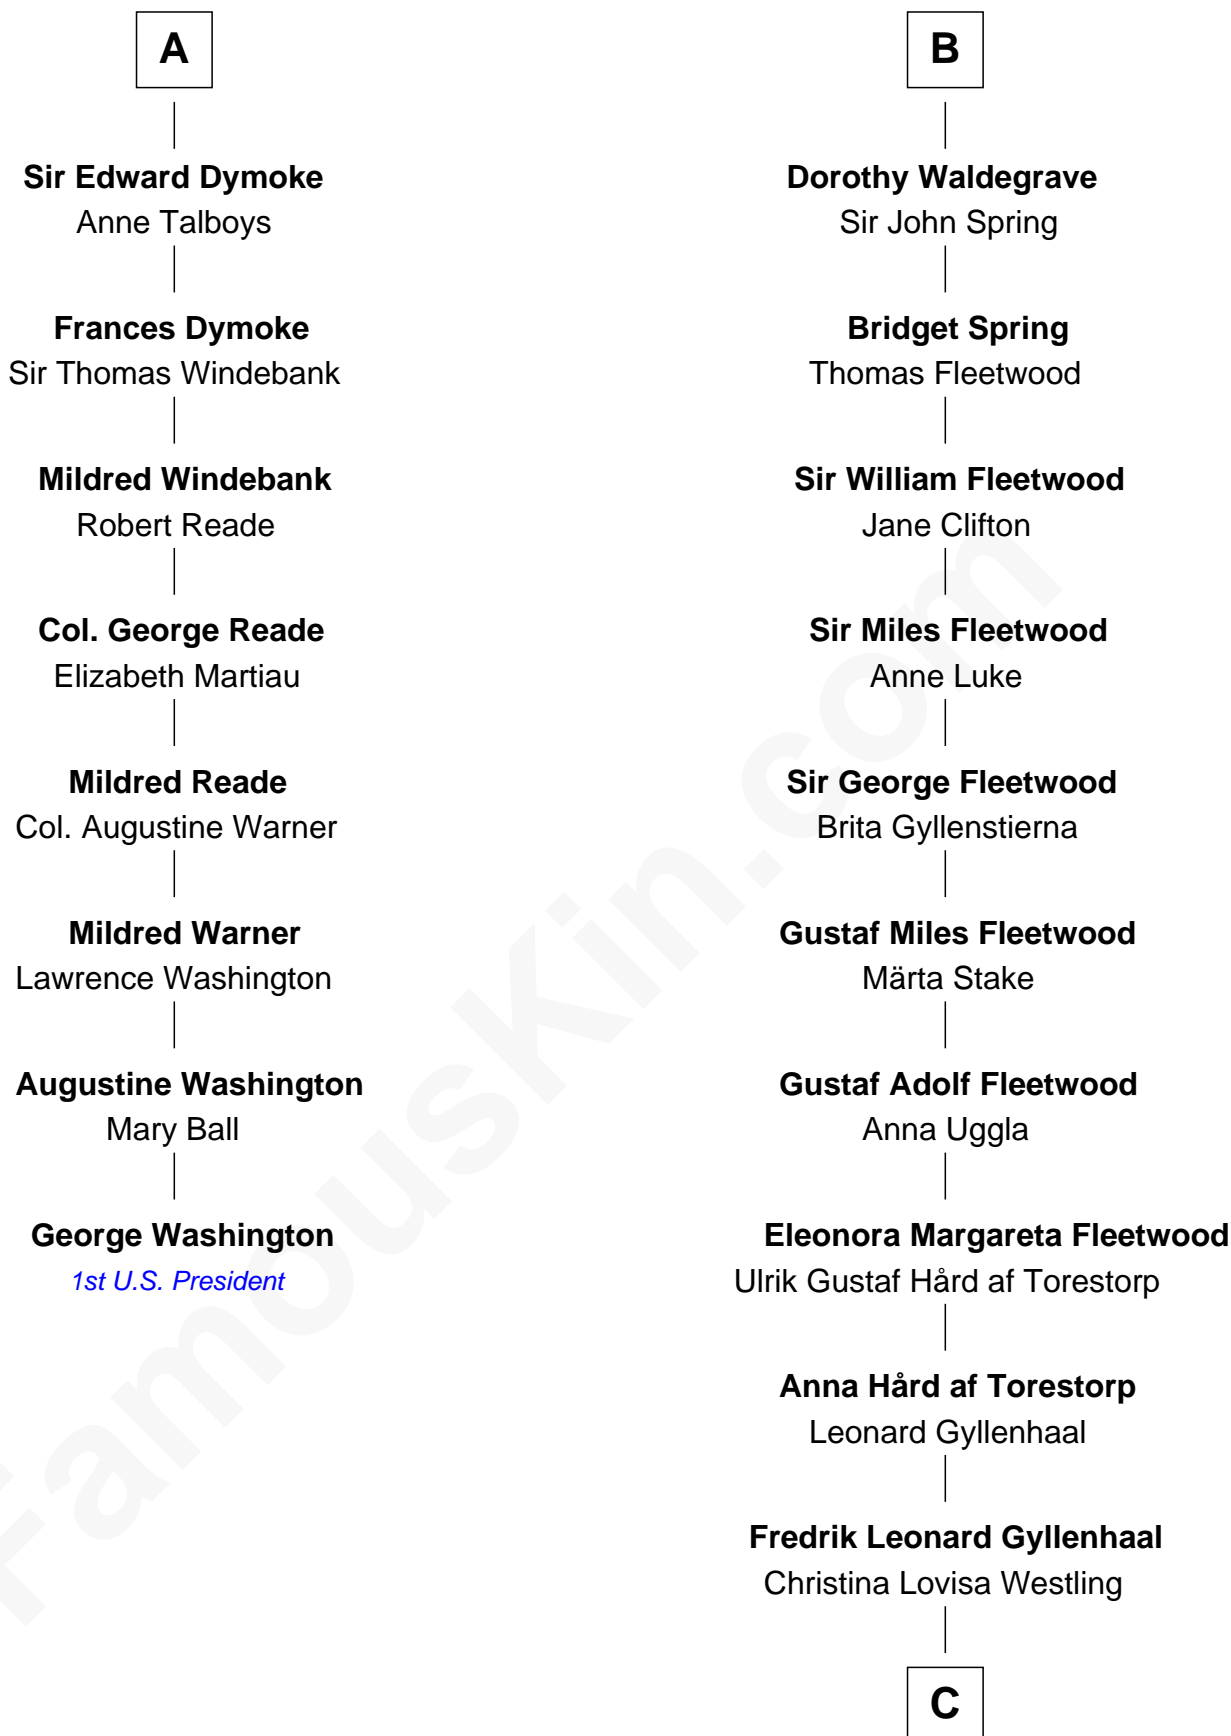 A
Sir Edward Dymoke
Anne Talboys
Frances Dymoke
Sir Thomas Windebank
Mildred Windebank
Robert Reade
Col. George Reade
Elizabeth Martiau
Mildred Reade
Col. Augustine Warner
Mildred Warner
Lawrence Washington
Augustine Washington
Mary Ball
George Washington
1st U.S. President
B
Dorothy Waldegrave
Sir John Spring
Bridget Spring
Thomas Fleetwood
Sir William Fleetwood
Jane Clifton
Sir Miles Fleetwood
Anne Luke
Sir George Fleetwood
Brita Gyllenstierna
Gustaf Miles Fleetwood
Märta Stake
Gustaf Adolf Fleetwood
Anna Uggla
Eleonora Margareta Fleetwood
Ulrik Gustaf Hård af Torestorp
Anna Hård af Torestorp
Leonard Gyllenhaal
Fredrik Leonard Gyllenhaal
Christina Lovisa Westling
C
FamousKin.com